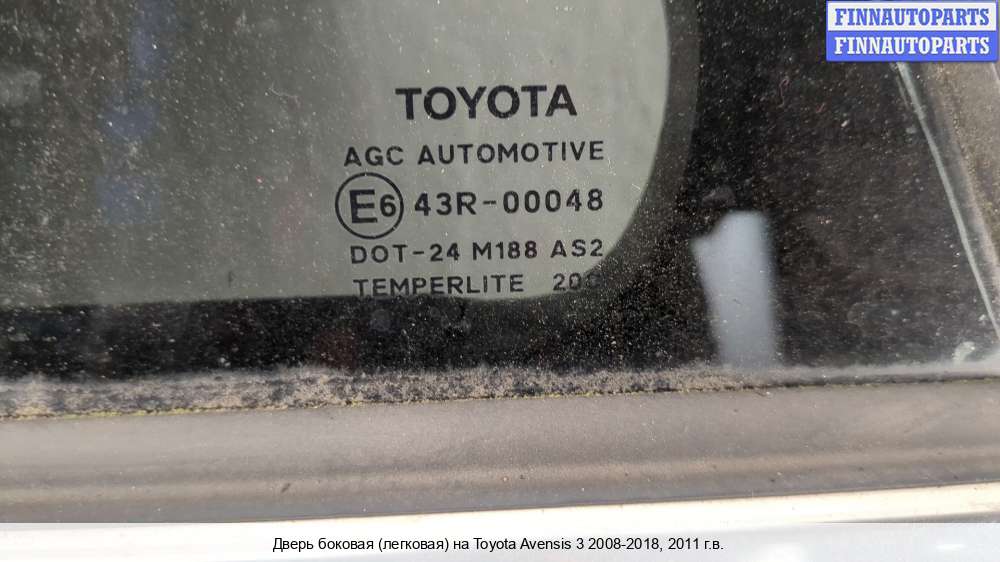 FINNAUTOPARTS
FINNAUTOPARTS
TOYOTA
AGC AUTOMOTIVE
E6 43R-00048
DOT-24 M188 AS2
TEMPERLITE
Дверь боковая (легковая) на Toyota Avensis 3 2008-2018, 2011 г.в.